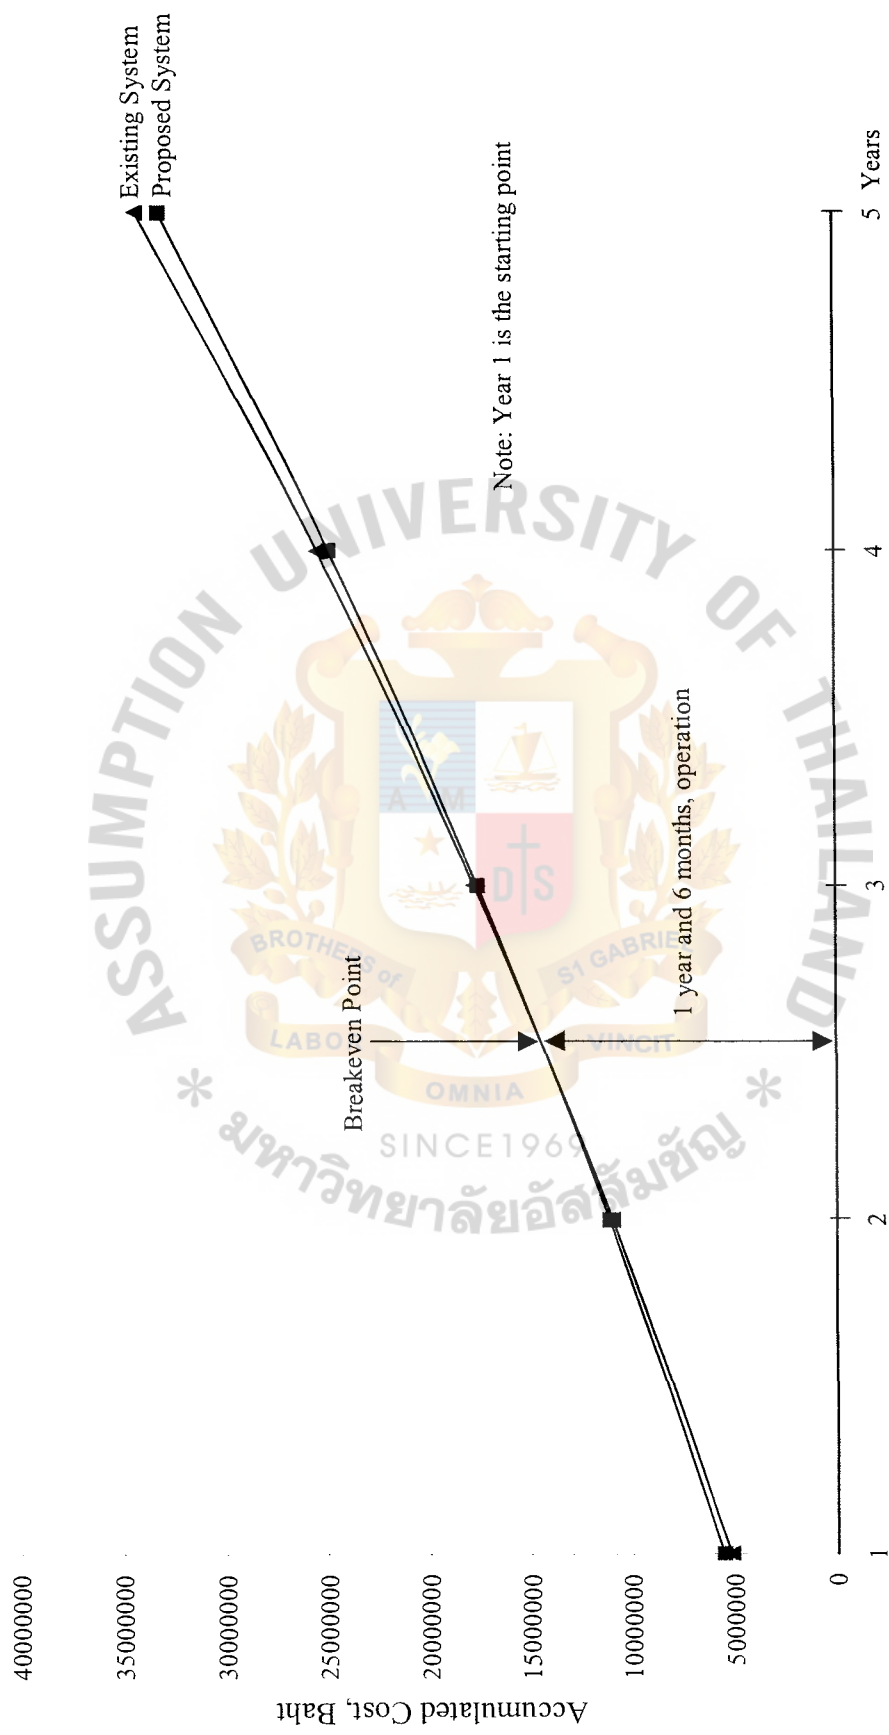 Accumulated Cost, Baht
40000000
35000000
30000000
25000000
20000000
15000000
10000000
5000000
0
Existing System
Proposed System
Breakeven Point
Note: Year 1 is the starting point
1 year and 6 months, operation
1
2
3
4
5
Years
ASSUMPTION UNIVERSITY OF THAILAND
A M
D S
BROTHERS of
S1 GABRIEL
LABOR
OMNIA
VINCIT
SINCE1969
* มหาวิทยาลัยอัสสัมชัญ *